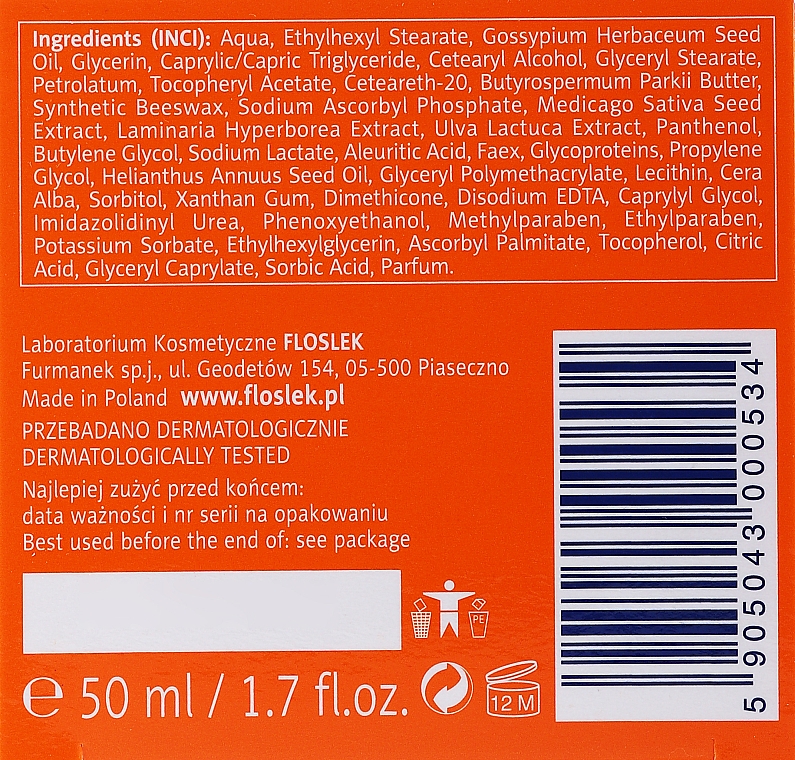 Ingredients (INCI): Aqua, Ethylhexyl Stearate, Gossypium Herbaceum Seed
Oil, Glycerin, Caprylic/Capric Triglyceride, Cetearyl Alcohol, Glyceryl Stearate,
Petrolatum, Tocopheryl Acetate, Ceteareth-20, Butyrospermum Parkii Butter,
Synthetic Beeswax, Sodium Ascorbyl Phosphate, Medicago Sativa Seed
Extract, Laminaria Hyperborea Extract, Ulva Lactuca Extract, Panthenol,
Butylene Glycol, Sodium Lactate, Aleuritic Acid, Faex, Glycoproteins, Propylene
Glycol, Helianthus Annuus Seed Oil, Glyceryl Polymethacrylate, Lecithin, Cera
Alba, Sorbitol, Xanthan Gum, Dimethicone, Disodium EDTA, Caprylyl Glycol,
Imidazolidinyl Urea, Phenoxyethanol, Methylparaben, Ethylparaben,
Potassium Sorbate, Ethylhexylglycerin, Ascorbyl Palmitate, Tocopherol, Citric
Acid, Glyceryl Caprylate, Sorbic Acid, Parfum.
Laboratorium Kosmetyczne FLOSLEK
Furmanek sp.j., ul. Geodetów 154, 05-500 Piaseczno
Made in Poland www.floslek.pl
PRZEBADANO DERMATOLOGICZNIE
DERMATOLOGICALLY TESTED
Najlepiej zużyć przed końcem:
data ważności i nr serii na opakowaniu
Best used before the end of: see package
PE
℮ 50 ml / 1.7 fl.oz.
12 M
5 905043 000534